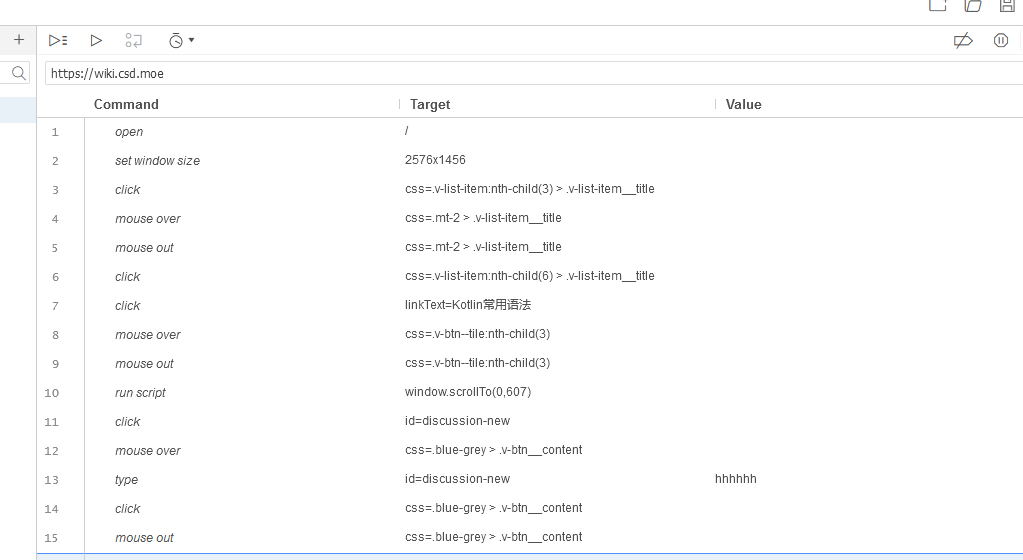 https://wiki.csd.moe
Command Target Value
1 open /
2 set window size 2576x1456
3 click css=.v-list-item:nth-child(3) > .v-list-item__title
4 mouse over css=.mt-2 > .v-list-item__title
5 mouse out css=.mt-2 > .v-list-item__title
6 click css=.v-list-item:nth-child(6) > .v-list-item__title
7 click linkText=Kotlin常用语法
8 mouse over css=.v-btn--tile:nth-child(3)
9 mouse out css=.v-btn--tile:nth-child(3)
10 run script window.scrollTo(0,607)
11 click id=discussion-new
12 mouse over css=.blue-grey > .v-btn__content
13 type id=discussion-new hhhhhh
14 click css=.blue-grey > .v-btn__content
15 mouse out css=.blue-grey > .v-btn__content